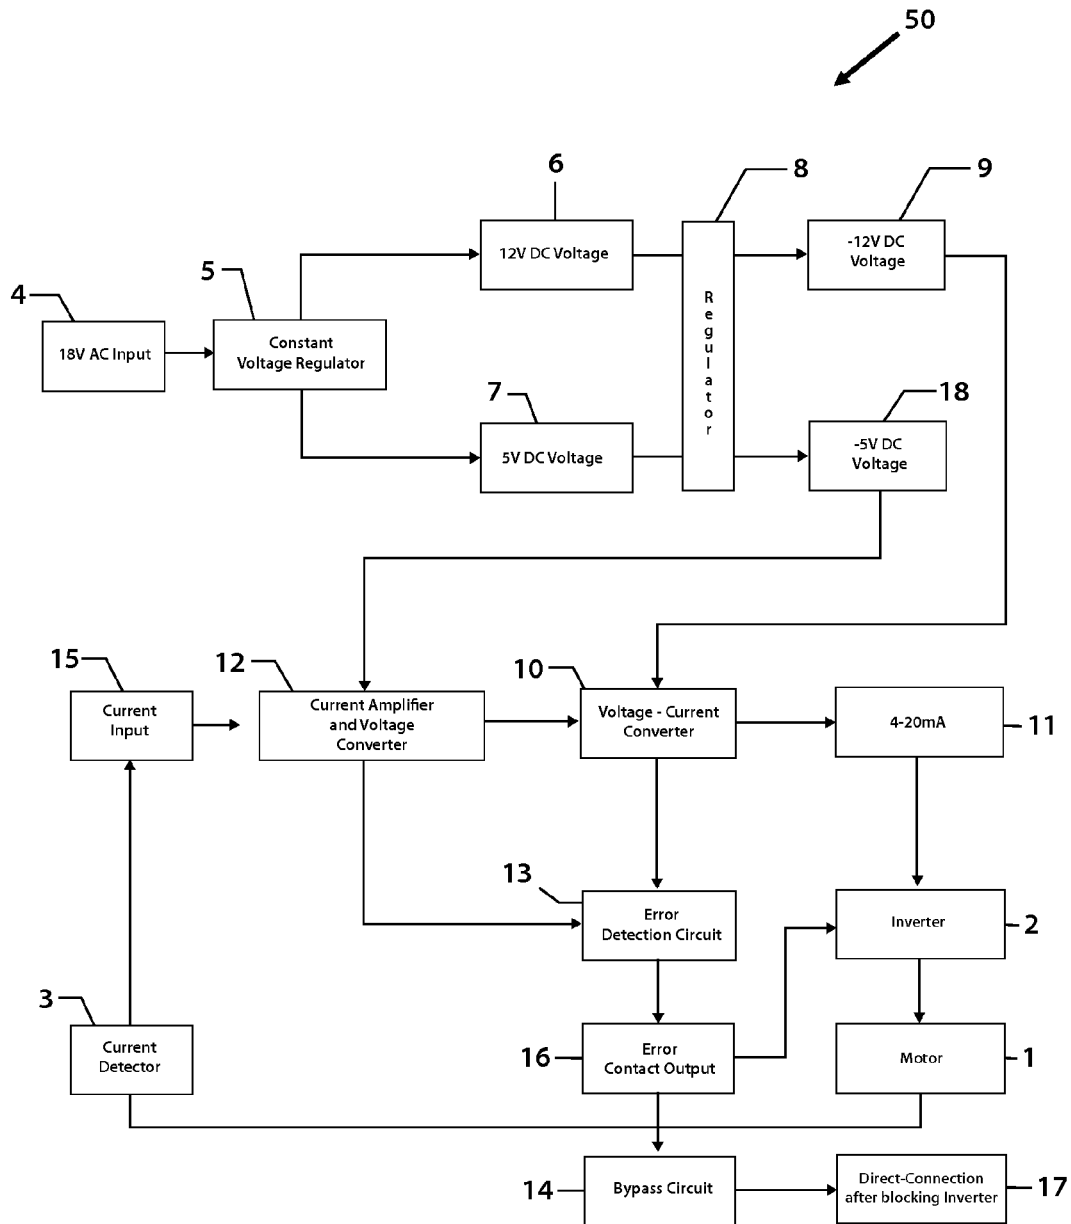 50
6
8
9
12V DC Voltage
-12V DC
Voltage
5
4
18V AC Input
Constant
Voltage Regulator
Regulator
7
18
5V DC Voltage
-5V DC
Voltage
15
12
10
Current
Input
Current Amplifier
and Voltage
Converter
Voltage - Current
Converter
4-20mA
11
13
Error
Detection Circuit
Inverter
2
3
Current
Detector
16
Error
Contact Output
Motor
1
14
Bypass Circuit
Direct-Connection
after blocking Inverter
17